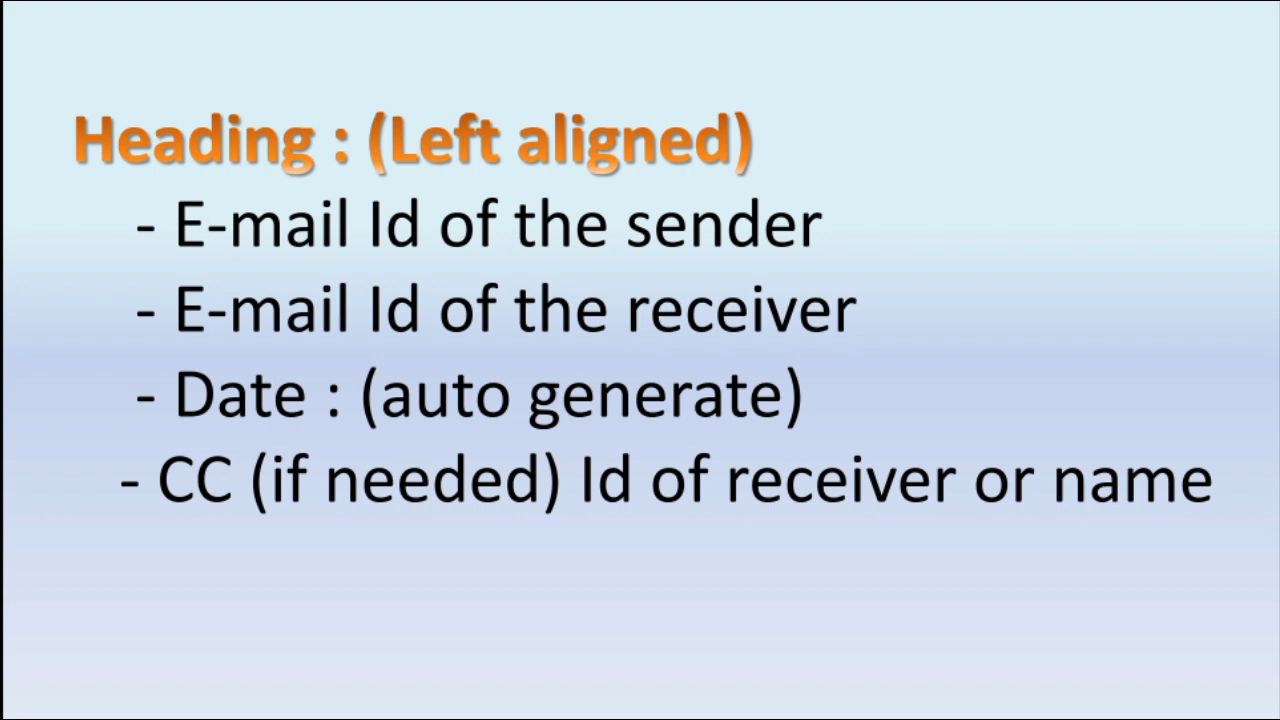 Heading : (Left aligned)
- E-mail Id of the sender
- E-mail Id of the receiver
- Date : (auto generate)
- CC (if needed) Id of receiver or name